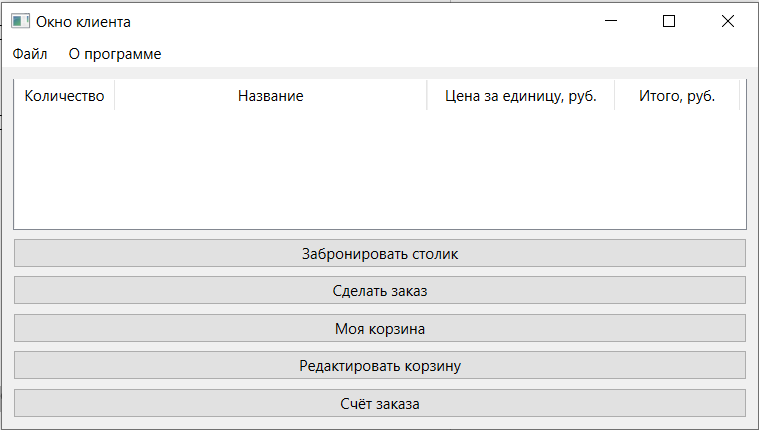 Окно клиента
Файл О программе
Количество Название Цена за единицу, руб. Итого, руб.
Забронировать столик
Сделать заказ
Моя корзина
Редактировать корзину
Счёт заказа